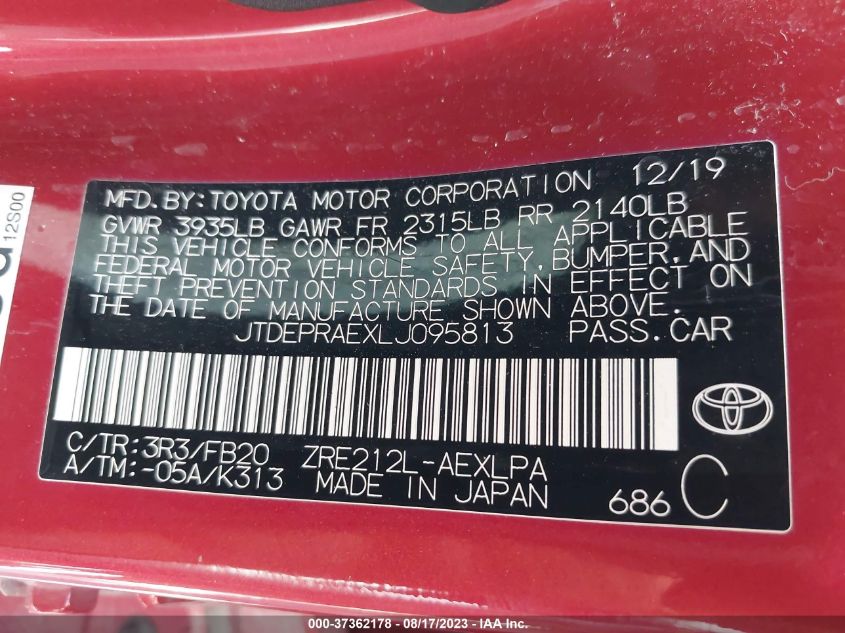 12S00
MFD. BY: TOYOTA MOTOR CORPORATION 12/19
GVWR 3935LB GAWR FR 2315LB RR 2140LB
THIS VEHICLE CONFORMS TO ALL APPLICABLE
FEDERAL MOTOR VEHICLE SAFETY, BUMPER, AND
THEFT PREVENTION STANDARDS IN EFFECT ON
THE DATE OF MANUFACTURE SHOWN ABOVE.
JTDEPRAEXLJ095813 PASS. CAR
C/TR: 3R3/FB20 ZRE212L-AEXLPA
A/TM: -05A/K313 MADE IN JAPAN
686 C
000-37362178 - 08/17/2023 - IAA Inc.